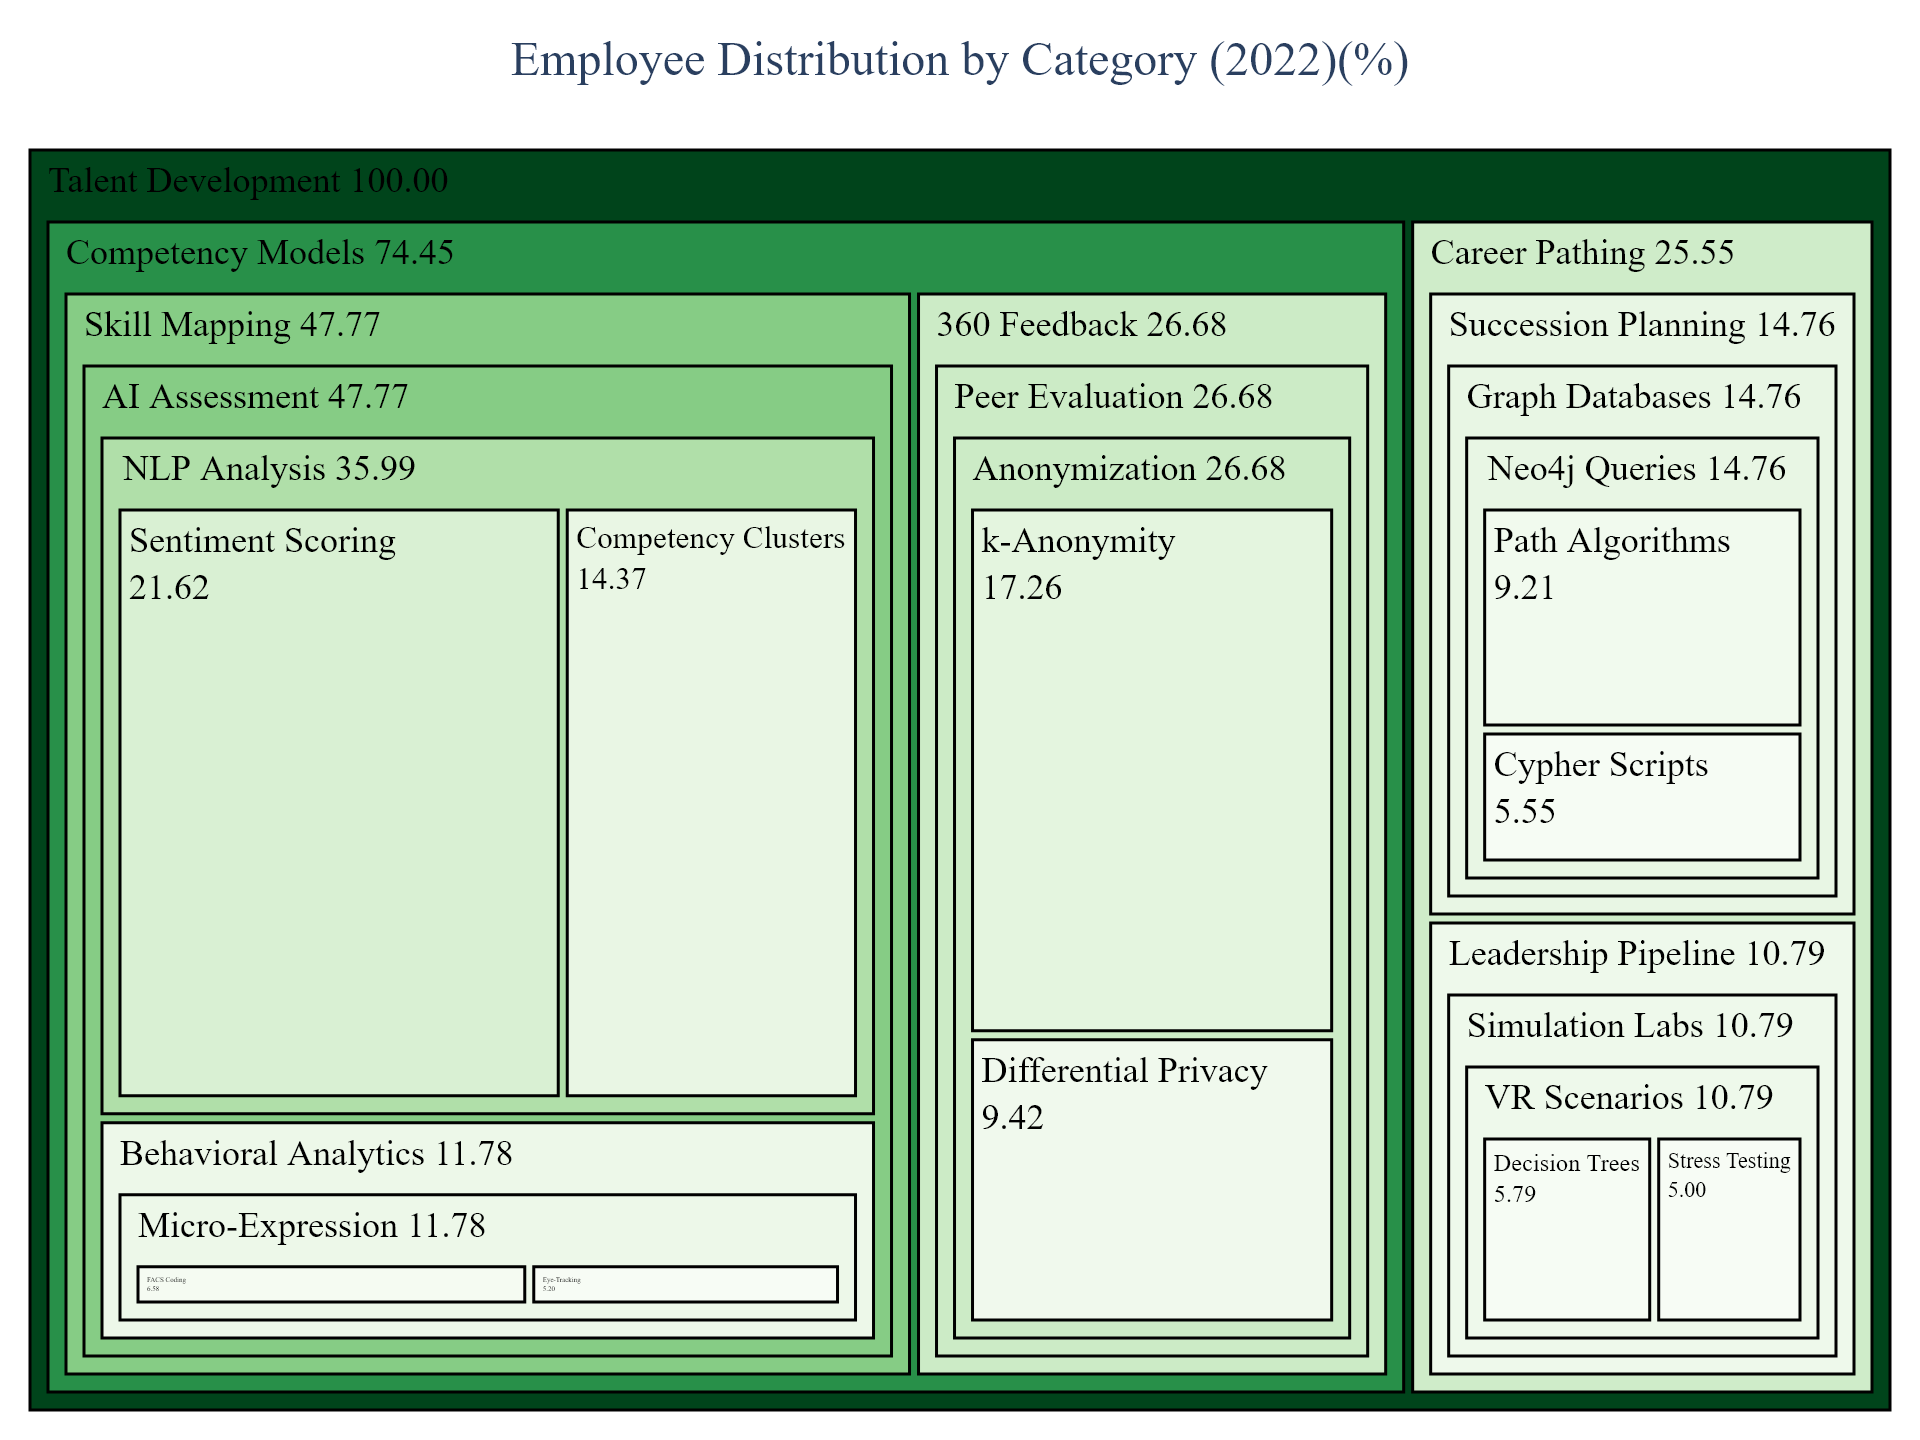 Employee Distribution by Category (2022)(%)
Talent Development 100.00
Competency Models 74.45
Skill Mapping 47.77
AI Assessment 47.77
NLP Analysis 35.99
Sentiment Scoring
21.62
Competency Clusters
14.37
Behavioral Analytics 11.78
Micro-Expression 11.78
FACS Coding
6.58
Eye-Tracking
5.20
360 Feedback 26.68
Peer Evaluation 26.68
Anonymization 26.68
k-Anonymity
17.26
Differential Privacy
9.42
Career Pathing 25.55
Succession Planning 14.76
Graph Databases 14.76
Neo4j Queries 14.76
Path Algorithms
9.21
Cypher Scripts
5.55
Leadership Pipeline 10.79
Simulation Labs 10.79
VR Scenarios 10.79
Decision Trees
5.79
Stress Testing
5.00